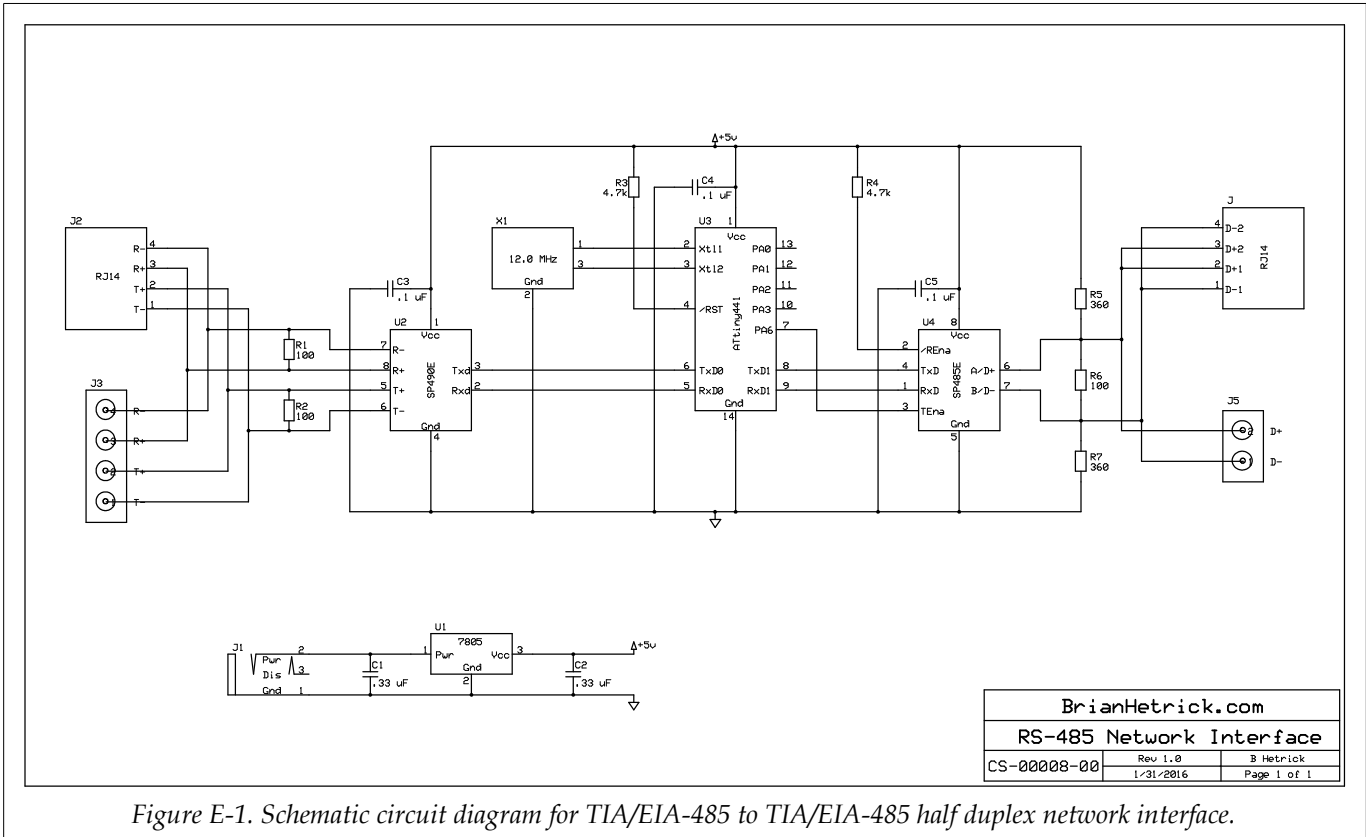 +5v
R3
4.7k
C4
.1 uF
R4
4.7k
J2
R- 4
R+ 3
T+ 2
T- 1
RJ14
X1
12.0 MHz
Gnd
1
3
2
U3
1
Vcc
2 Xtl1
3 Xtl2
4 /RST
6 TxD0
5 RxD0
ATtiny441
PA0 13
PA1 12
PA2 11
PA3 10
PA6 7
TxD1 8
RxD1 9
Gnd
14
J
4 D-2
3 D+2
2 D+1
1 D-1
RJ14
C3
.1 uF
U2
1
Vcc
7 R-
8 R+
5 T+
6 T-
SP490E
Txd 3
Rxd 2
Gnd
4
R1
100
R2
100
C5
.1 uF
U4
8
Vcc
2 /REna
4 TxD
1 RxD
3 TEna
SP485E
A/D+ 6
B/D- 7
Gnd
5
R5
360
R6
100
R7
360
J3
4 R-
3 R+
2 T+
1 T-
J5
2 D+
1 D-
J1
Pwr 2
Dis 3
Gnd 1
C1
.33 uF
U1
7805
1 Pwr
Vcc 3
Gnd
2
C2
.33 uF
+5v
BrianHetrick.com
RS-485 Network Interface
CS-00008-00
Rev 1.0
B Hetrick
1/31/2016
Page 1 of 1
Figure E-1. Schematic circuit diagram for TIA/EIA-485 to TIA/EIA-485 half duplex network interface.